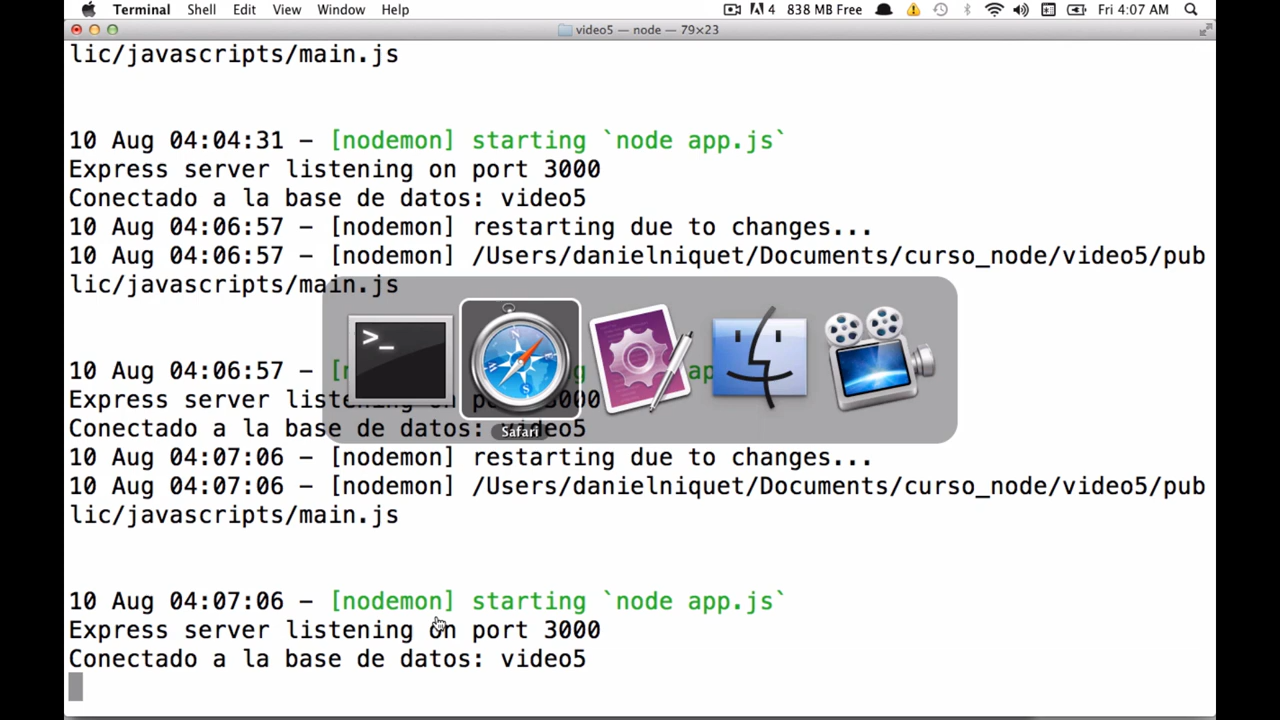 Terminal Shell Edit View Window Help 4 838 MB Free Fri 4:07 AM
video5 — node — 79×23
lic/javascripts/main.js
10 Aug 04:04:31 - [nodemon] starting `node app.js`
Express server listening on port 3000
Conectado a la base de datos: video5
10 Aug 04:06:57 - [nodemon] restarting due to changes...
10 Aug 04:06:57 - [nodemon] /Users/danielniquet/Documents/curso_node/video5/pub
lic/javascripts/main.js
10 Aug 04:06:57 -
Express server listening on port 3000
Conectado a la base de datos: video5
Safari
10 Aug 04:07:06 - [nodemon] restarting due to changes...
10 Aug 04:07:06 - [nodemon] /Users/danielniquet/Documents/curso_node/video5/pub
lic/javascripts/main.js
10 Aug 04:07:06 - [nodemon] starting `node app.js`
Express server listening on port 3000
Conectado a la base de datos: video5